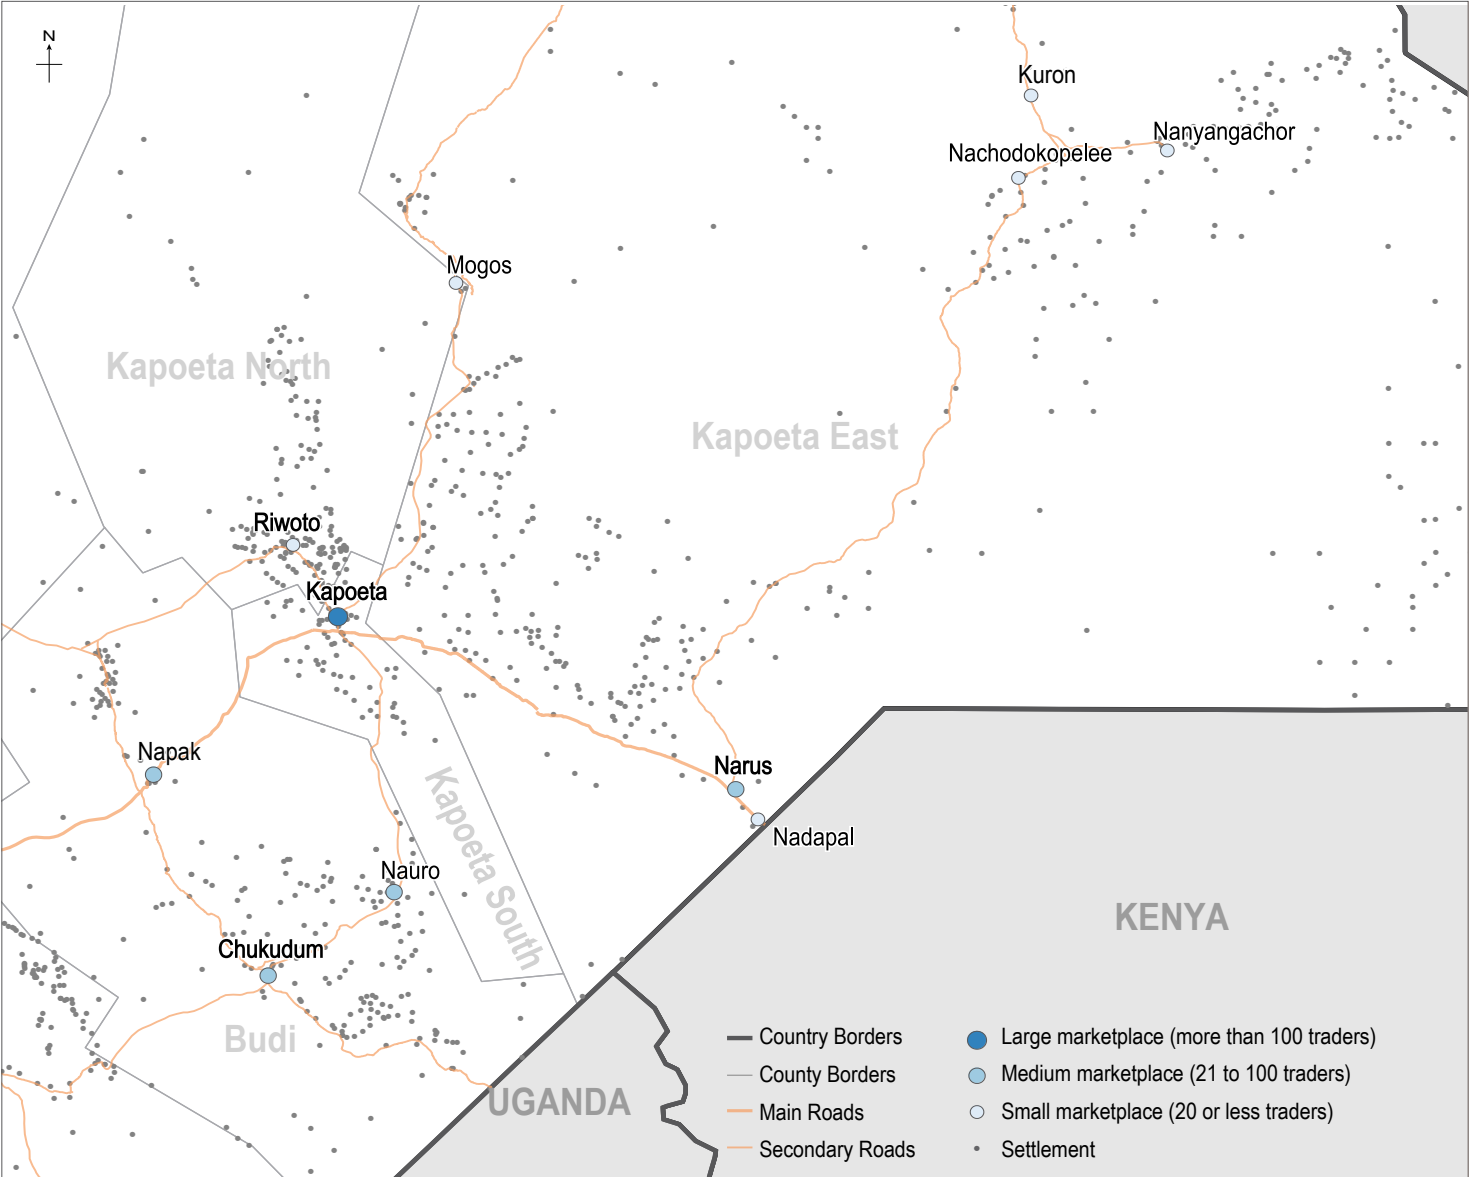 N
Kuron
Nanyangachor
Nachodokopelee
Mogos
Kapoeta North
Kapoeta East
Riwoto
Kapoeta
Napak
Narus
Nadapal
Kapoeta South
Nauro
KENYA
Chukudum
Budi
UGANDA
Country Borders
County Borders
Main Roads
Secondary Roads
Large marketplace (more than 100 traders)
Medium marketplace (21 to 100 traders)
Small marketplace (20 or less traders)
Settlement